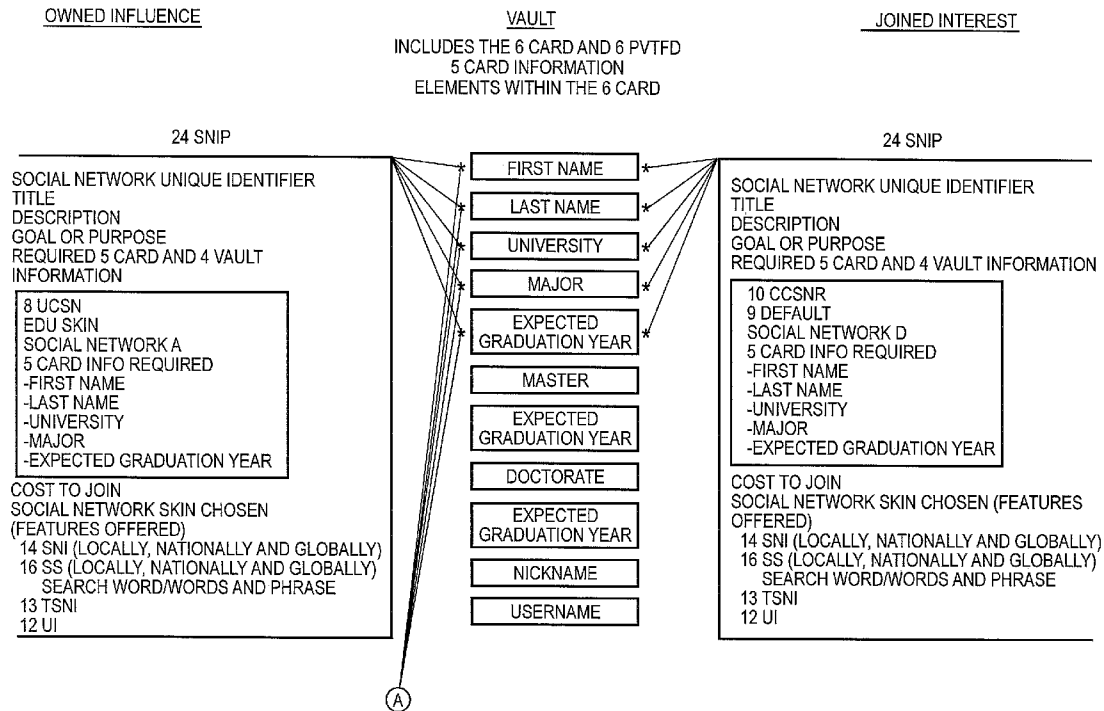 OWNED INFLUENCE
VAULT
JOINED INTEREST
INCLUDES THE 6 CARD AND 6 PVTFD
5 CARD INFORMATION
ELEMENTS WITHIN THE 6 CARD
24 SNIP
SOCIAL NETWORK UNIQUE IDENTIFIER
TITLE
DESCRIPTION
GOAL OR PURPOSE
REQUIRED 5 CARD AND 4 VAULT
INFORMATION
8 UCSN
EDU SKIN
SOCIAL NETWORK A
5 CARD INFO REQUIRED
-FIRST NAME
-LAST NAME
-UNIVERSITY
-MAJOR
-EXPECTED GRADUATION YEAR
COST TO JOIN
SOCIAL NETWORK SKIN CHOSEN
(FEATURES OFFERED)
14 SNI (LOCALLY, NATIONALLY AND GLOBALLY)
16 SS (LOCALLY, NATIONALLY AND GLOBALLY)
SEARCH WORD/WORDS AND PHRASE
13 TSNI
12 UI
* FIRST NAME *
* LAST NAME *
* UNIVERSITY *
* MAJOR *
EXPECTED
* GRADUATION YEAR *
MASTER
EXPECTED
GRADUATION YEAR
DOCTORATE
EXPECTED
GRADUATION YEAR
NICKNAME
USERNAME
24 SNIP
SOCIAL NETWORK UNIQUE IDENTIFIER
TITLE
DESCRIPTION
GOAL OR PURPOSE
REQUIRED 5 CARD AND 4 VAULT INFORMATION
10 CCSNR
9 DEFAULT
SOCIAL NETWORK D
5 CARD INFO REQUIRED
-FIRST NAME
-LAST NAME
-UNIVERSITY
-MAJOR
-EXPECTED GRADUATION YEAR
COST TO JOIN
SOCIAL NETWORK SKIN CHOSEN (FEATURES
OFFERED)
14 SNI (LOCALLY, NATIONALLY AND GLOBALLY)
16 SS (LOCALLY, NATIONALLY AND GLOBALLY)
SEARCH WORD/WORDS AND PHRASE
13 TSNI
12 UI
A